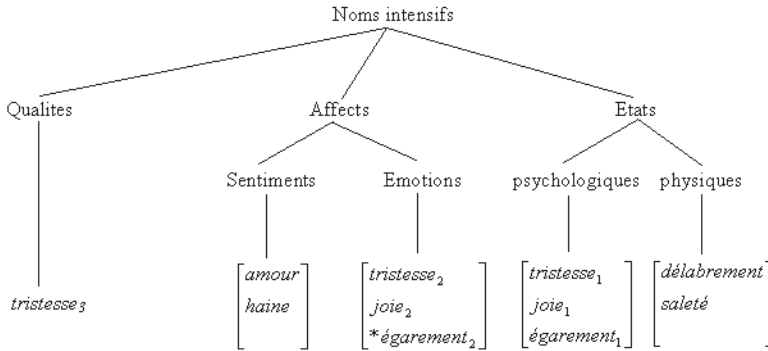 Noms intensifs
Qualites Affects Etats
Sentiments Emotions psychologiques physiques
amour tristesse₂ tristesse₁ délabrement
tristesse₃ haine joie₂ joie₁ saleté
*égarement₂ égarement₁